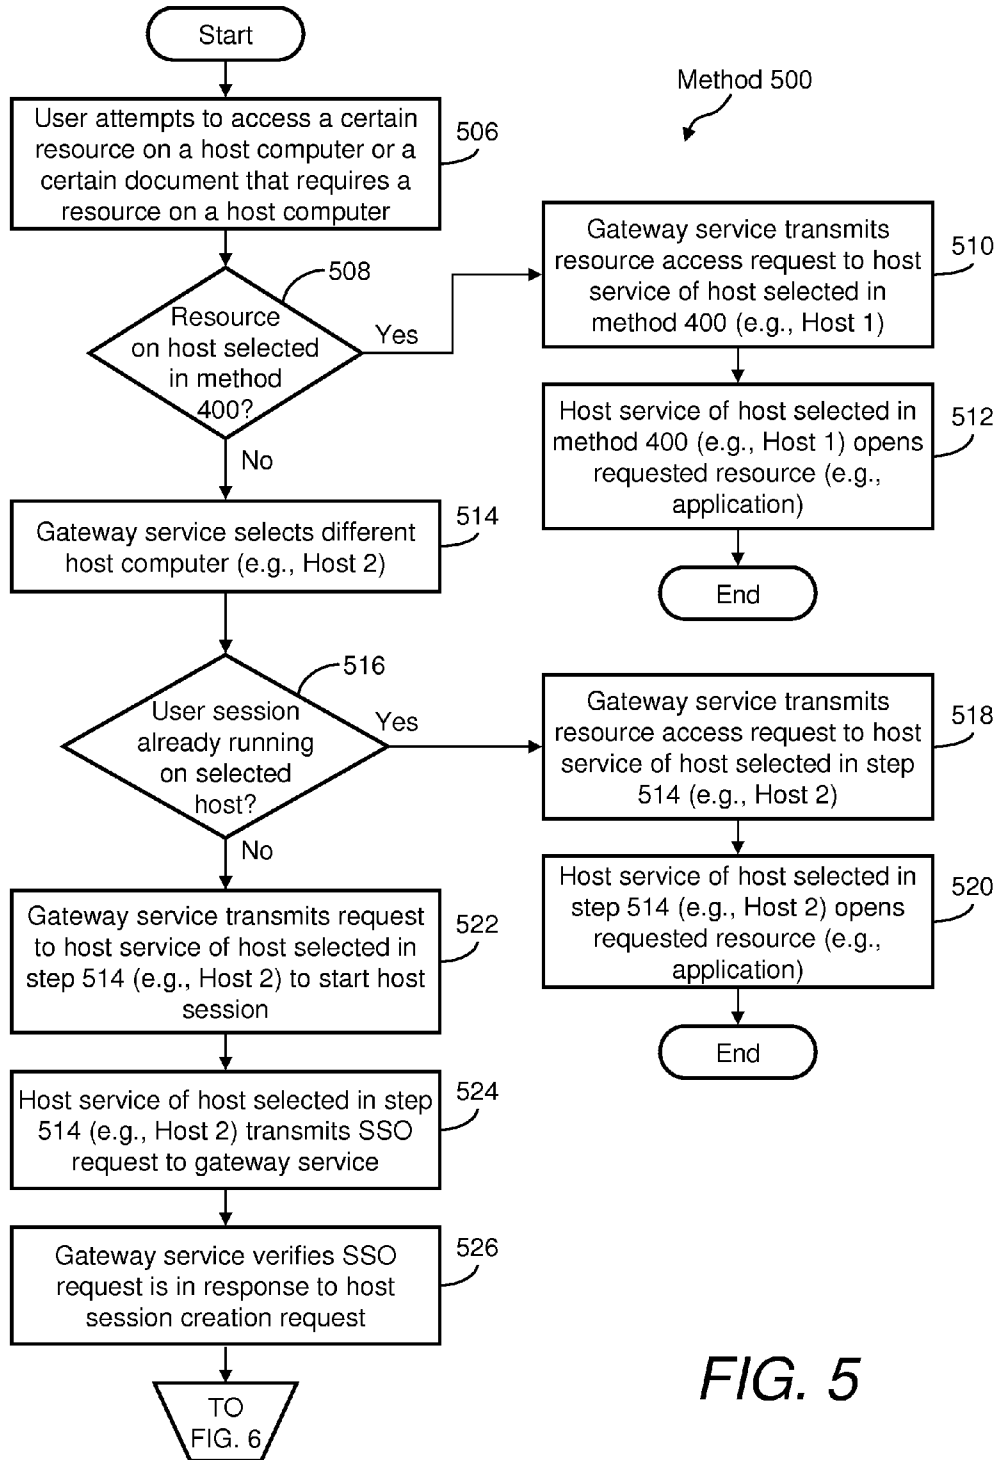 Start
Method 500
User attempts to access a certain
resource on a host computer or a
certain document that requires a
resource on a host computer
506
508
Resource
on host selected
in method
400?
Yes
No
Gateway service transmits
resource access request to host
service of host selected in
method 400 (e.g., Host 1)
510
Host service of host selected in
method 400 (e.g., Host 1) opens
requested resource (e.g.,
application)
512
End
Gateway service selects different
host computer (e.g., Host 2)
514
516
User session
already running
on selected
host?
Yes
No
Gateway service transmits
resource access request to host
service of host selected in step
514 (e.g., Host 2)
518
Host service of host selected in
step 514 (e.g., Host 2) opens
requested resource (e.g.,
application)
520
End
Gateway service transmits request
to host service of host selected in
step 514 (e.g., Host 2) to start host
session
522
Host service of host selected in step
514 (e.g., Host 2) transmits SSO
request to gateway service
524
Gateway service verifies SSO
request is in response to host
session creation request
526
TO
FIG. 6
FIG. 5